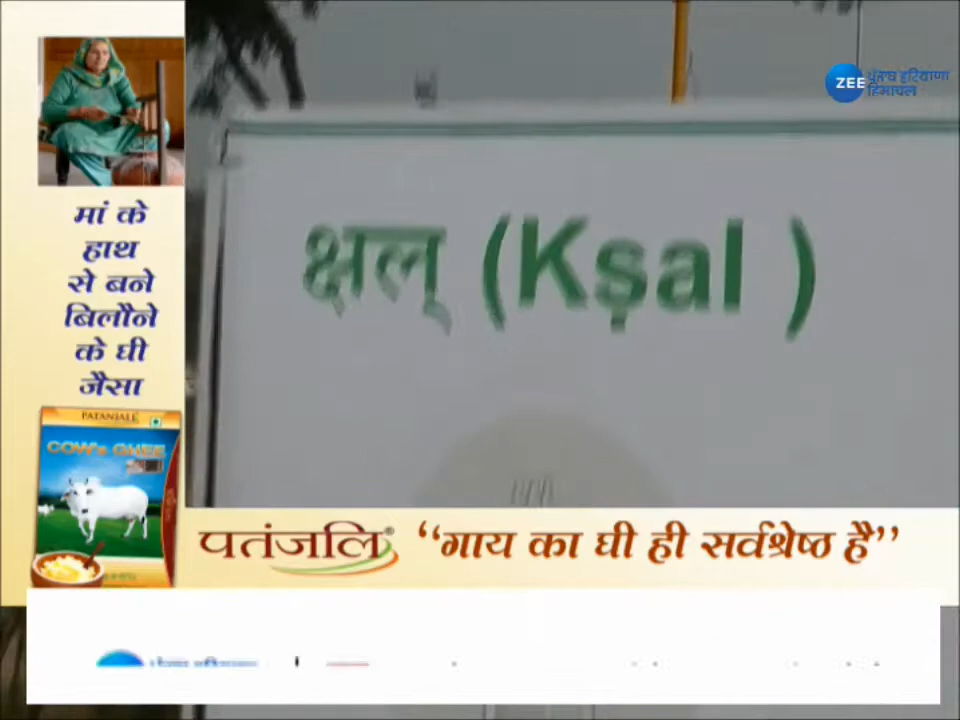 ZEE पंजाब हरियाणा
हिमाचल
क्षल् (Kṣal )
मां के
हाथ
से बने
बिलौने
के घी
जैसा
PATANJALI
COW's GHEE
पतंजलि® “गाय का घी ही सर्वश्रेष्ठ है”